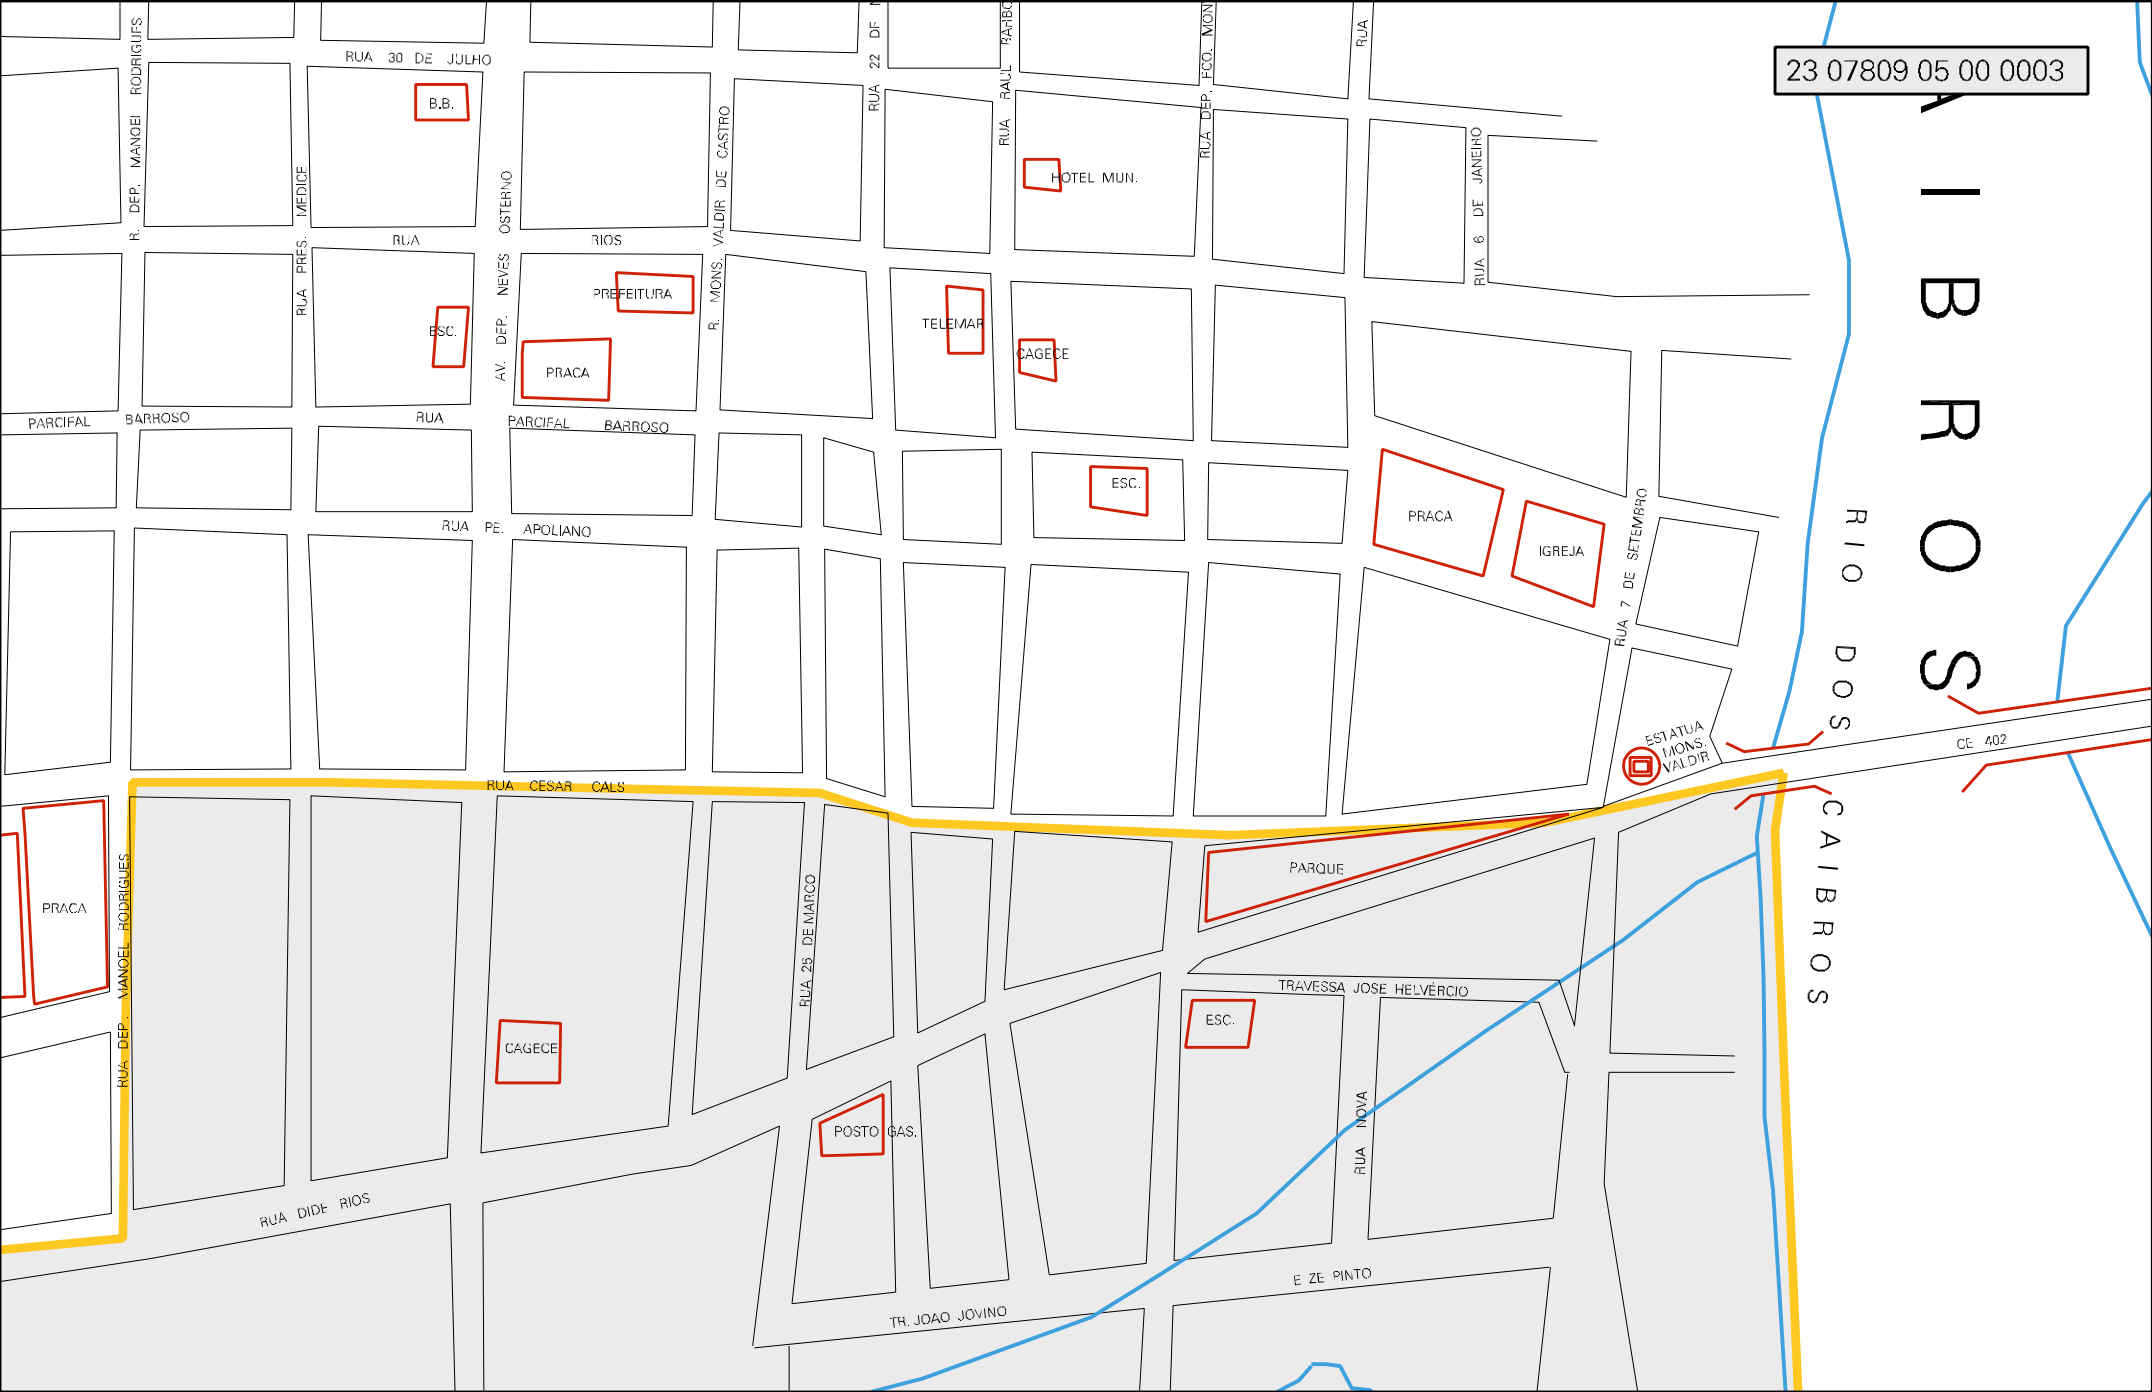 RUA 30 DE JULHO
B.B.
R. DEP. MANOEL RODRIGUES
RUA 22 DE
RUA RAUL BARBO
RUA DEP. FCO. MON
RUA
23 07809 05 00 0003
AIBROS
RUA PRES. MEDICE
AV. DEP. NEVES OSTERNO
R. MONS. VALDIR DE CASTRO
HOTEL MUN.
RUA 6 DE JANEIRO
RUA RIOS
PREFEITURA
ESC.
PRACA
TELEMAR
CAGECE
PARCIFAL BARROSO
RUA PARCIFAL BARROSO
ESC.
PRACA
IGREJA
RUA PE. APOLIANO
RUA 7 DE SETEMBRO
RIO DOS CAIBROS
ESTATUA
MONS.
VALDIR
CE 402
RUA CESAR CALS
PRACA
RUA DEP. MANOEL RODRIGUES
RUA 25 DE MARCO
PARQUE
TRAVESSA JOSE HELVÉRCIO
ESC.
CAGECE
POSTO GAS.
RUA NOVA
RUA DIDE RIOS
E ZE PINTO
TR. JOAO JOVINO